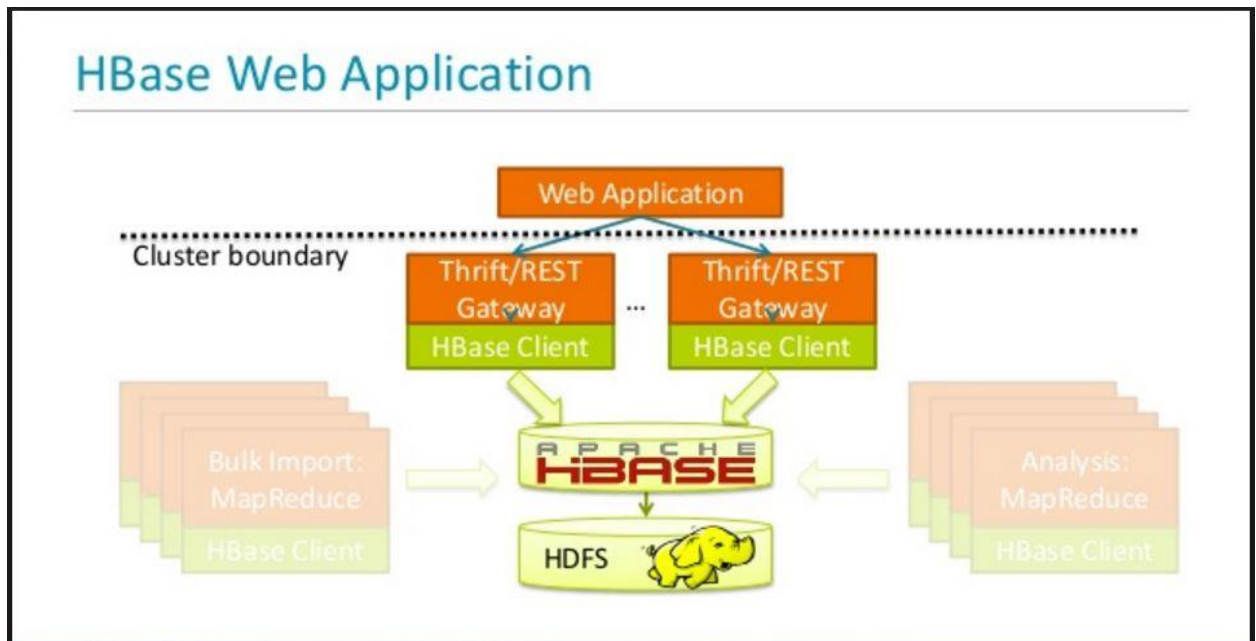 HBase Web Application
Web Application
Cluster boundary
Thrift/REST
Gateway
HBase Client
...
Thrift/REST
Gateway
HBase Client
Bulk Import:
MapReduce
HBase Client
APACHE
HBASE
Analysis:
MapReduce
HBase Client
HDFS